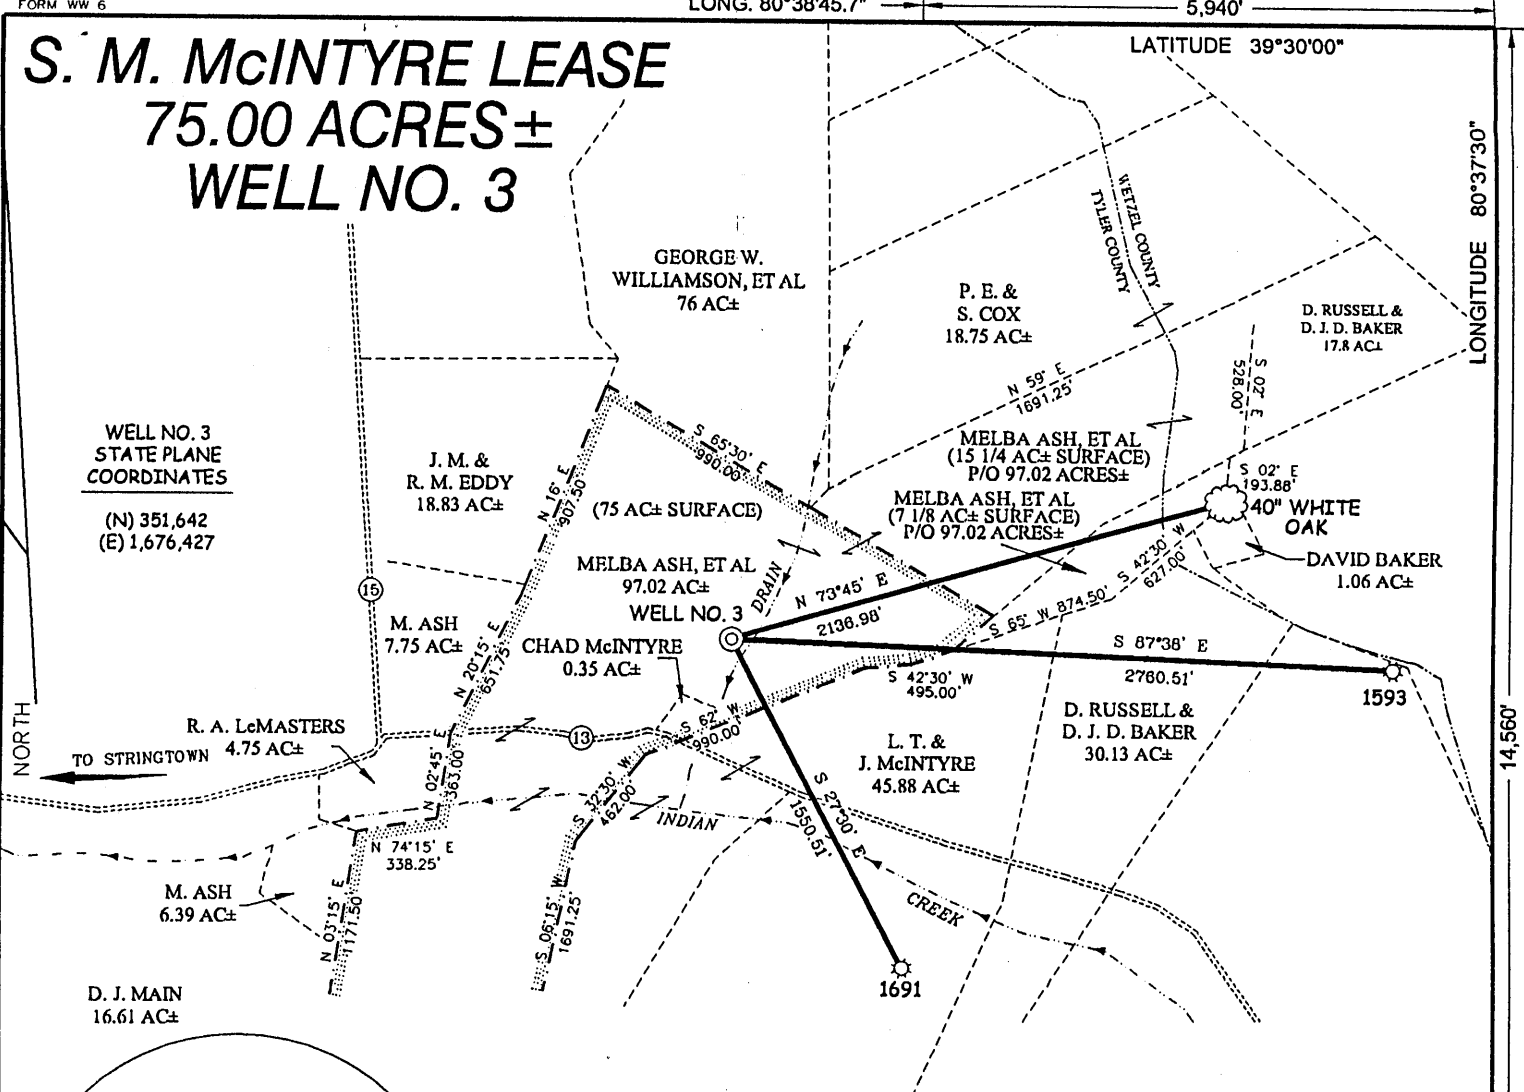 FORM WW 6
LONG. 80°38'45.7"
5,940'
S. M. McINTYRE LEASE
75.00 ACRES±
WELL NO. 3
LATITUDE 39°30'00"
LONGITUDE 80°37'30"
14,560'
WETZEL COUNTY
TYLER COUNTY
GEORGE W.
WILLIAMSON, ET AL
76 AC±
P. E. &
S. COX
18.75 AC±
D. RUSSELL &
D. J. D. BAKER
17.8 AC±
N 59° E
1691.25'
S 02° E
528.00'
WELL NO. 3
STATE PLANE
COORDINATES
(N) 351,642
(E) 1,676,427
J. M. &
R. M. EDDY
18.83 AC±
N 16° E
907.50'
S 65°30' E
990.00'
(75 AC± SURFACE)
MELBA ASH, ET AL
(15 1/4 AC± SURFACE)
P/O 97.02 ACRES±
MELBA ASH, ET AL
(7 1/8 AC± SURFACE)
P/O 97.02 ACRES±
S 02° E
193.88'
40" WHITE
OAK
DAVID BAKER
1.06 AC±
S 42°30' W
627.00'
MELBA ASH, ET AL
97.02 AC±
DRAIN
N 73°45' E
2136.98'
WELL NO. 3
S 65° W 874.50'
15
M. ASH
7.75 AC±
N 20°15' E
651.75'
CHAD McINTYRE
0.35 AC±
S 87°38' E
2760.51'
1593
S 42°30' W
495.00'
NORTH
TO STRINGTOWN
R. A. LeMASTERS
4.75 AC±
N 02°45' E
363.00'
13
S 62° W
990.00'
L. T. &
J. McINTYRE
45.88 AC±
D. RUSSELL &
D. J. D. BAKER
30.13 AC±
S 32°30' W
462.00'
INDIAN
S 27°30' E
1550.51'
N 74°15' E
338.25'
M. ASH
6.39 AC±
N 03°15' E
1171.50'
S 06°15' W
1691.25'
CREEK
1691
D. J. MAIN
16.61 AC±